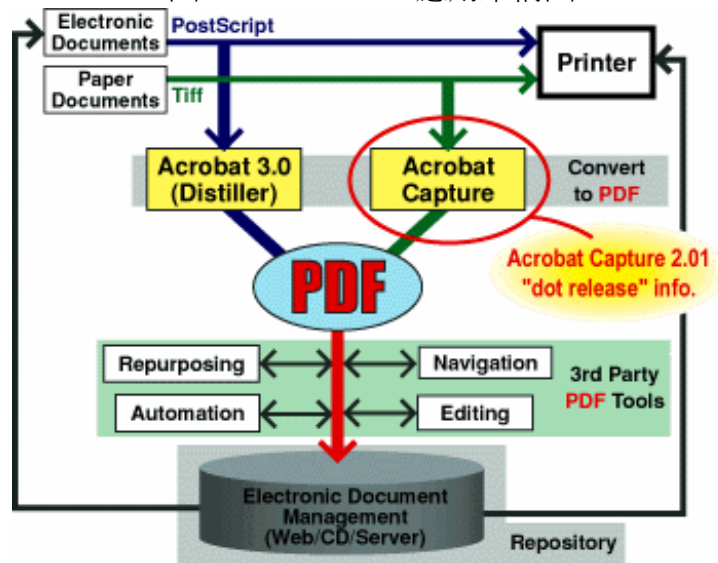 Electronic
Documents
PostScript
Printer
Paper
Documents
Tiff
Acrobat 3.0
(Distiller)
Acrobat
Capture
Convert
to PDF
Acrobat Capture 2.01
"dot release" info.
PDF
Repurposing
Navigation
Automation
Editing
3rd Party
PDF Tools
Electronic Document
Management
(Web/CD/Server)
Repository